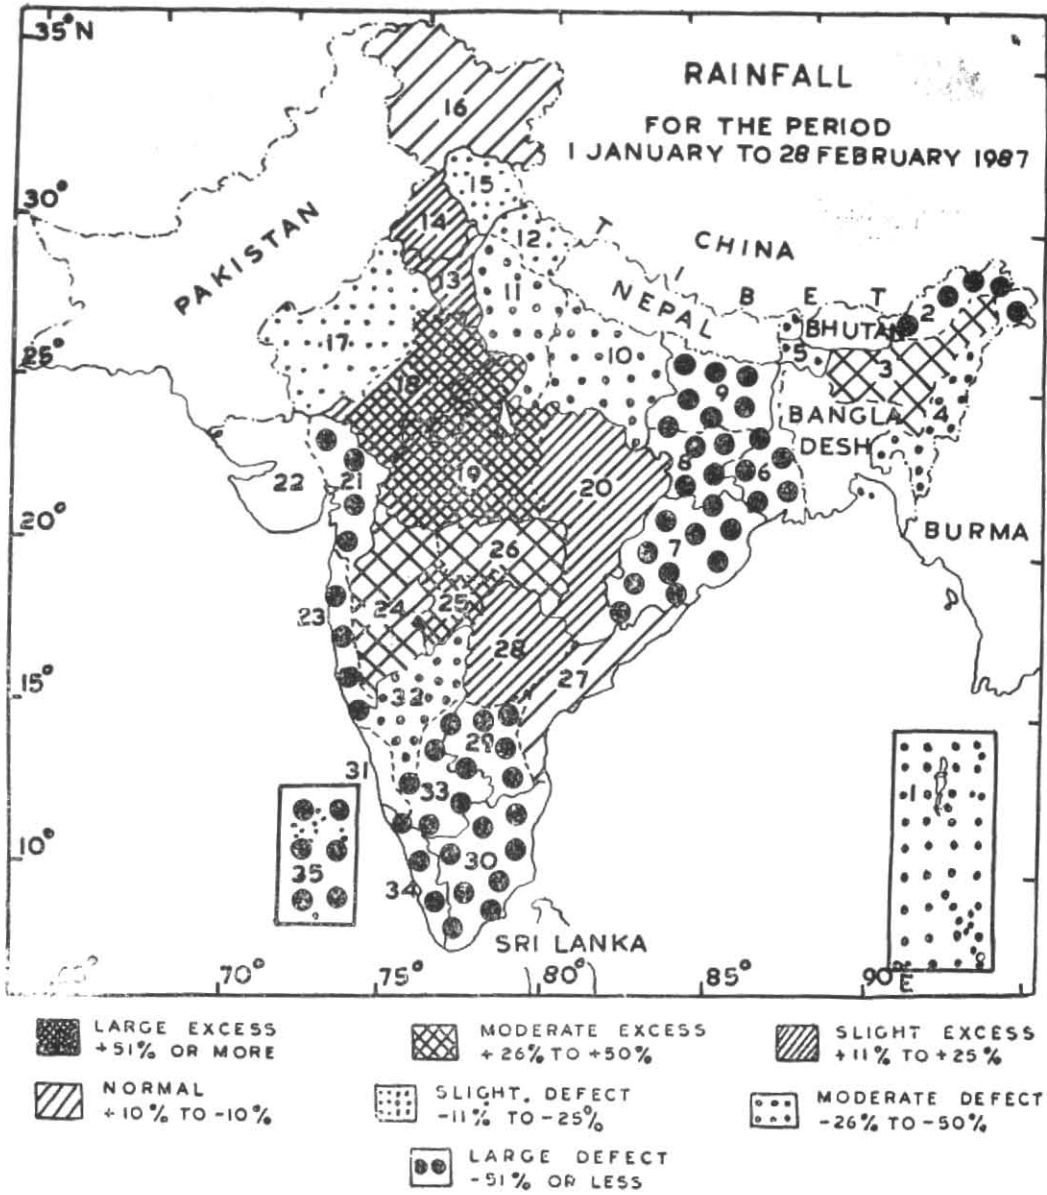 35°N
RAINFALL
FOR THE PERIOD
1 JANUARY TO 28 FEBRUARY 1987
16
30°
15
14
12
PAKISTAN
CHINA
TIBET
13
11
NEPAL
2
BHUTAN
25°
17
10
5
3
18
9
BANGLA
DESH
4
22
21
19
20
8
6
20°
26
7
BURMA
23
24
25
28
27
15°
32
29
31
33
1
10°
35
34
30
SRI LANKA
70°
75°
80°
85°
90°E
LARGE EXCESS
+51% OR MORE
MODERATE EXCESS
+26% TO +50%
SLIGHT EXCESS
+11% TO +25%
NORMAL
+10% TO -10%
SLIGHT. DEFECT
-11% TO -25%
MODERATE DEFECT
-26% TO -50%
LARGE DEFECT
-51% OR LESS